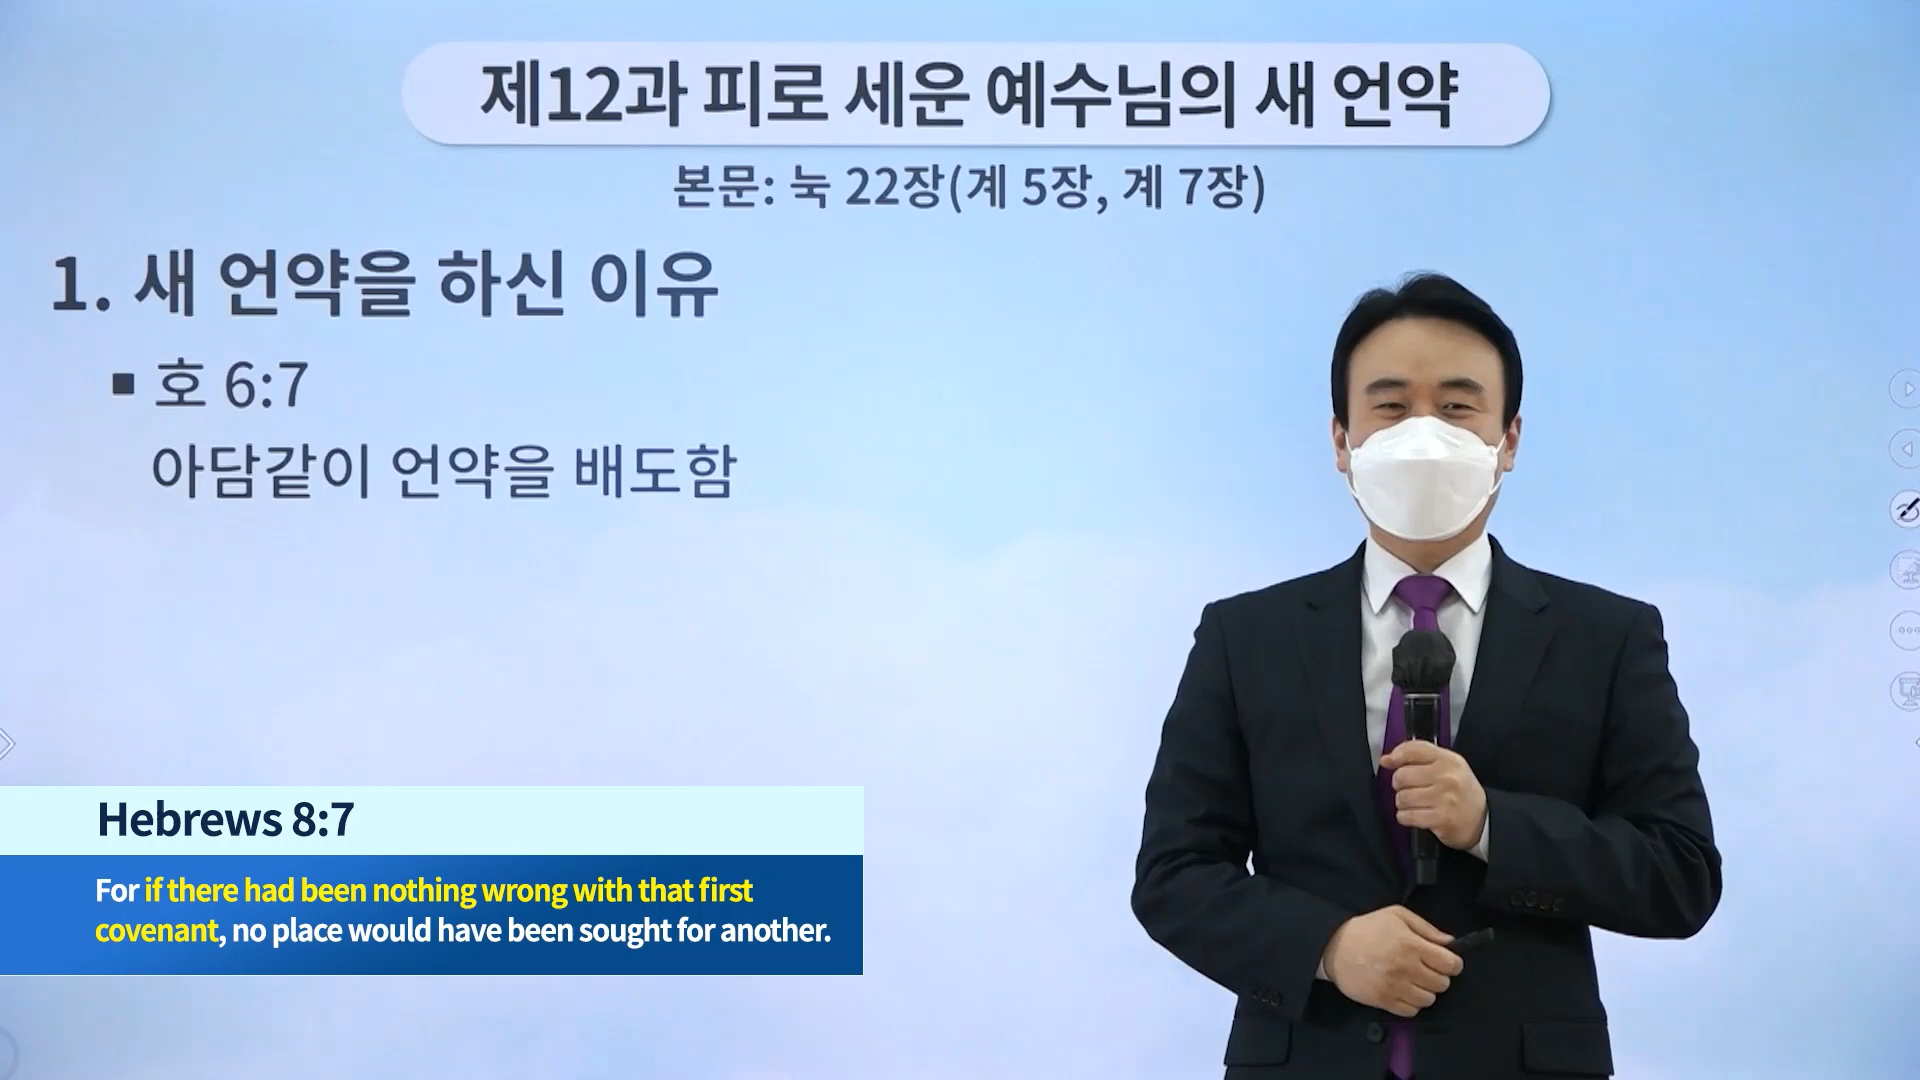 제12과 피로 세운 예수님의 새 언약
본문: 눅 22장(계 5장, 계 7장)
1. 새 언약을 하신 이유
▪ 호 6:7
아담같이 언약을 배도함
Hebrews 8:7
For if there had been nothing wrong with that first
covenant, no place would have been sought for another.